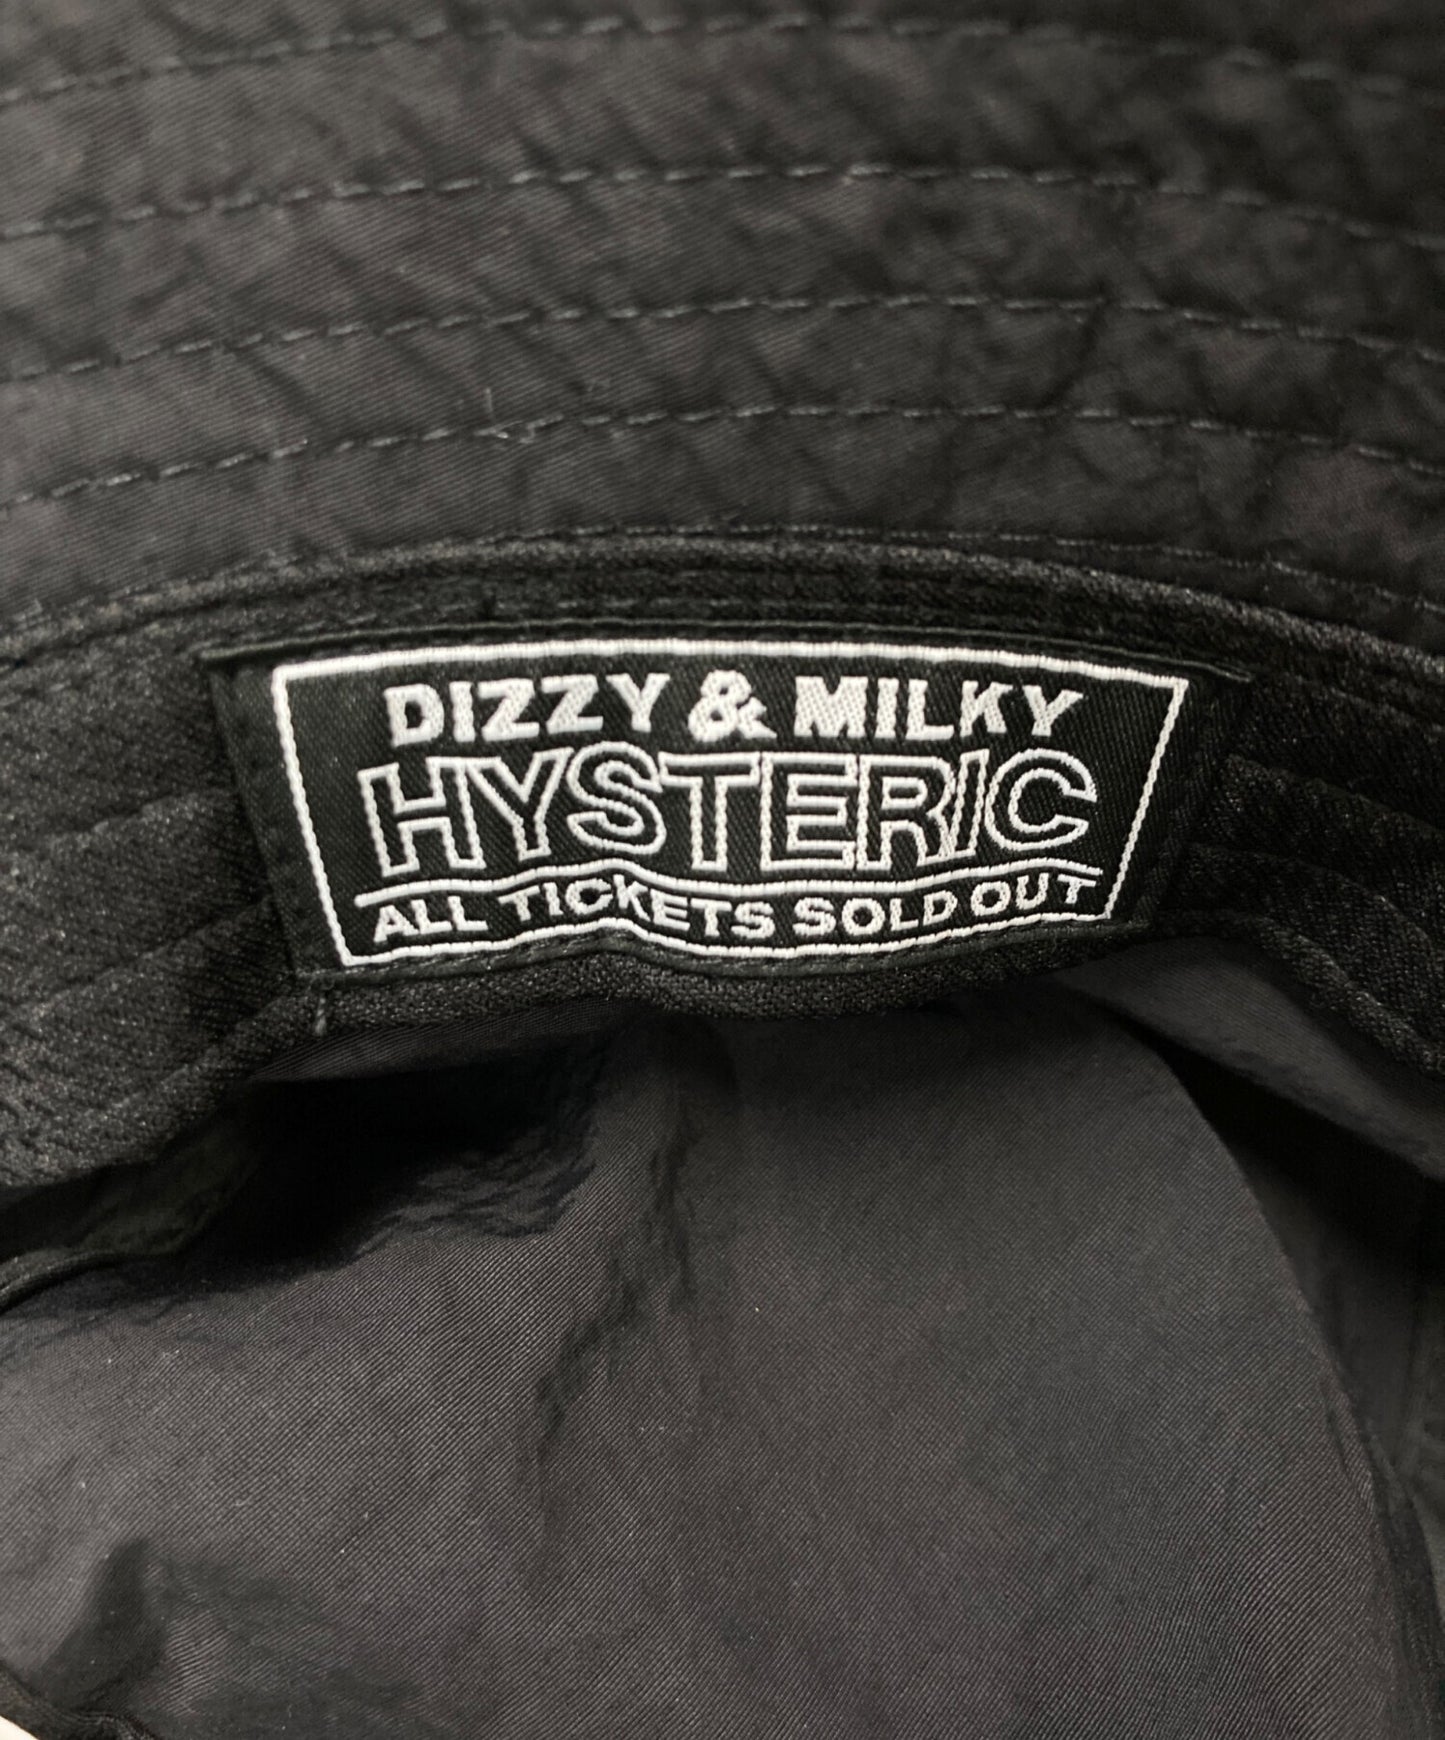 DIZZY & MILKY
HYSTERIC
ALL TICKETS SOLD OUT